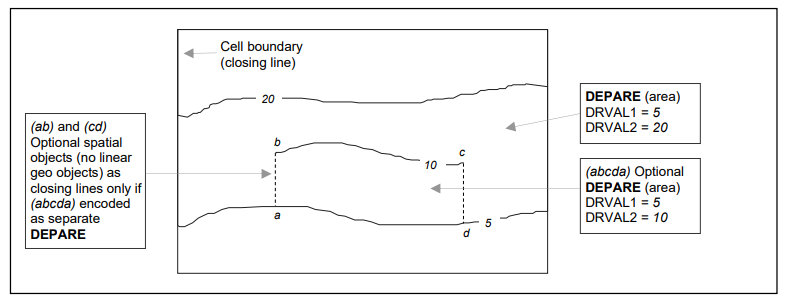 Cell boundary
(closing line)
20
DEPARE (area)
DRVAL1 = 5
DRVAL2 = 20
(ab) and (cd)
Optional spatial
objects (no linear
geo objects) as
closing lines only if
(abcda) encoded
as separate
DEPARE
b
c
10
(abcda) Optional
DEPARE (area)
DRVAL1 = 5
DRVAL2 = 10
a
5
d